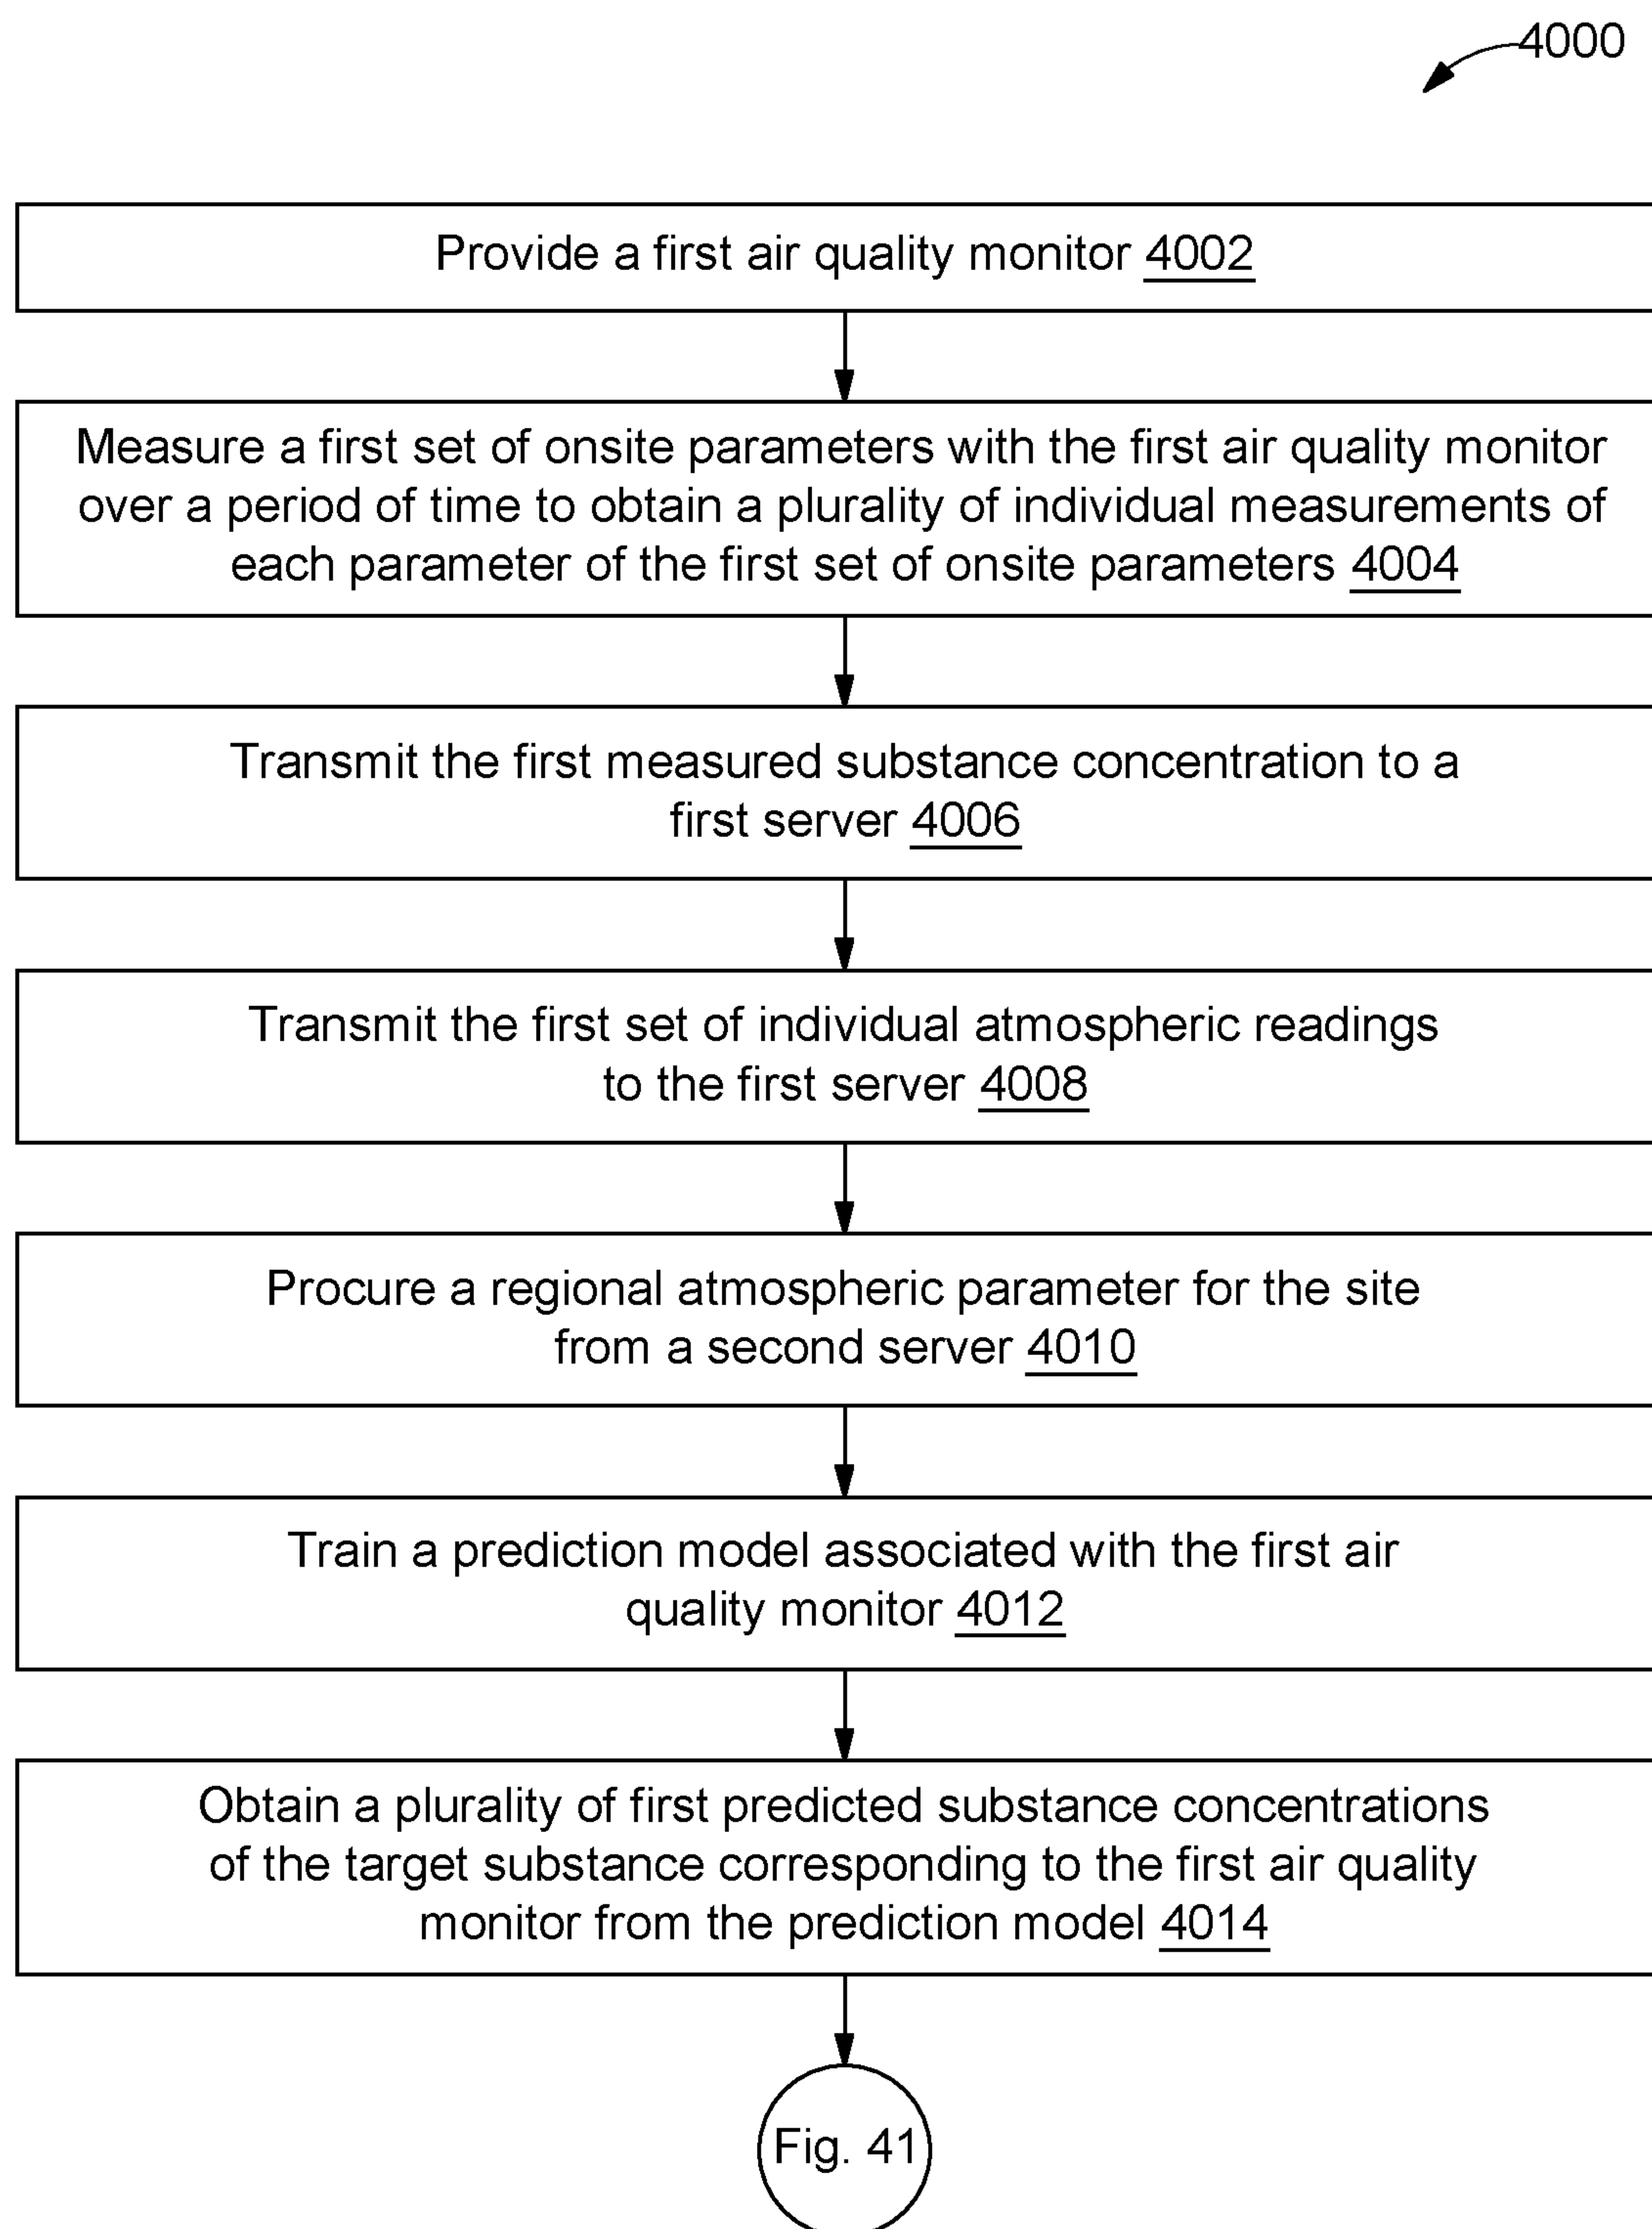 4000
Provide a first air quality monitor 4002
Measure a first set of onsite parameters with the first air quality monitor
over a period of time to obtain a plurality of individual measurements of
each parameter of the first set of onsite parameters 4004
Transmit the first measured substance concentration to a
first server 4006
Transmit the first set of individual atmospheric readings
to the first server 4008
Procure a regional atmospheric parameter for the site
from a second server 4010
Train a prediction model associated with the first air
quality monitor 4012
Obtain a plurality of first predicted substance concentrations
of the target substance corresponding to the first air quality
monitor from the prediction model 4014
Fig. 41